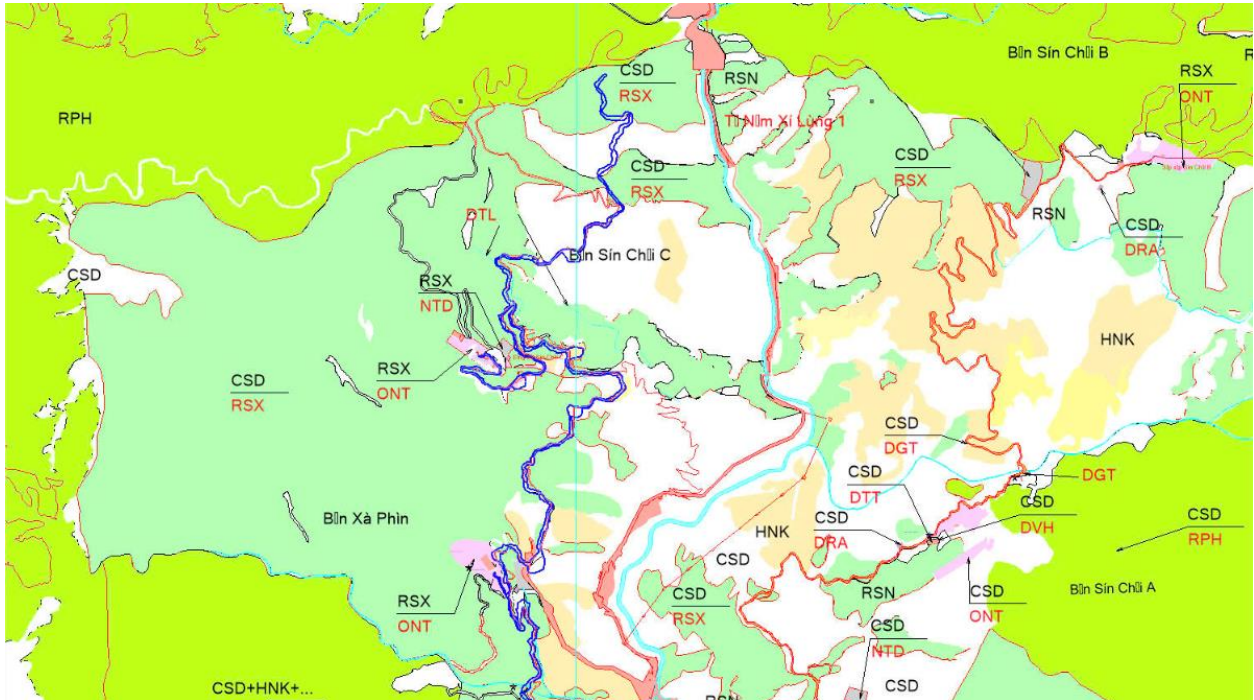 CSD
RSX
RSN
Bản Sín Chải B
R
RSX
ONT
RPH
T▯ Nậm Xí Lùng 1
CSD
RSX
CSD
RSX
RSN
DTL
CSD
DRA
Bản Sín Chải C
CSD
RSX
NTD
HNK
RSX
ONT
CSD
RSX
CSD
DGT
CSD
DTT
DGT
CSD
DVH
Bản Xà Phìn
HNK
CSD
DRA
CSD
RPH
CSD
RSX
ONT
CSD
RSX
RSN
CSD
ONT
Bản Sín Chải A
CSD
NTD
CSD+HNK+...
RSN
CSD